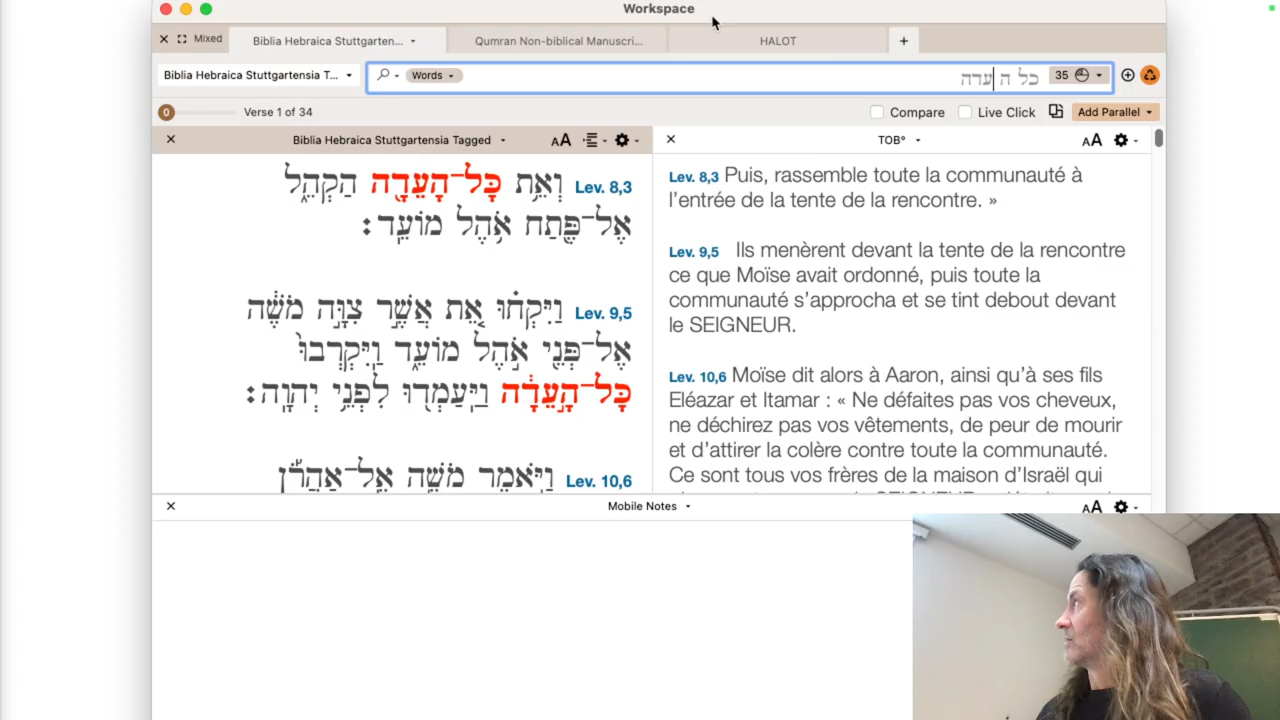 Workspace
Mixed
Biblia Hebraica Stuttgarten...
Qumran Non-biblical Manuscri...
HALOT
+
Biblia Hebraica Stuttgartensia T...
Words
כל ה עדה
35
0
Verse 1 of 34
Compare
Live Click
Add Parallel
Biblia Hebraica Stuttgartensia Tagged
AA
Lev. 8,3 וְאֵ֥ת כָּל־הָעֵדָ֖ה הַקְהֵ֑ל
אֶל־פֶּ֖תַח אֹ֥הֶל מוֹעֵֽד׃
Lev. 9,5 וַיִּקְח֗וּ אֵ֚ת אֲשֶׁ֣ר צִוָּ֣ה מֹשֶׁ֔ה
אֶל־פְּנֵ֖י אֹ֣הֶל מוֹעֵ֑ד וַֽיִּקְרְבוּ֙
כָּל־הָ֣עֵדָ֔ה וַיַּֽעַמְד֖וּ לִפְנֵ֥י יְהוָֽה׃
Lev. 10,6 וַיֹּ֣אמֶר מֹשֶׁ֣ה אֶֽל־אַהֲרֹ֡ן
TOB°
AA
Lev. 8,3 Puis, rassemble toute la communauté à
l’entrée de la tente de la rencontre. »
Lev. 9,5 Ils menèrent devant la tente de la rencontre
ce que Moïse avait ordonné, puis toute la
communauté s’approcha et se tint debout devant
le SEIGNEUR.
Lev. 10,6 Moïse dit alors à Aaron, ainsi qu’à ses fils
Eléazar et Itamar : « Ne défaites pas vos cheveux,
ne déchirez pas vos vêtements, de peur de mourir
et d’attirer la colère contre toute la communauté.
Ce sont tous vos frères de la maison d’Israël qui
Mobile Notes
AA